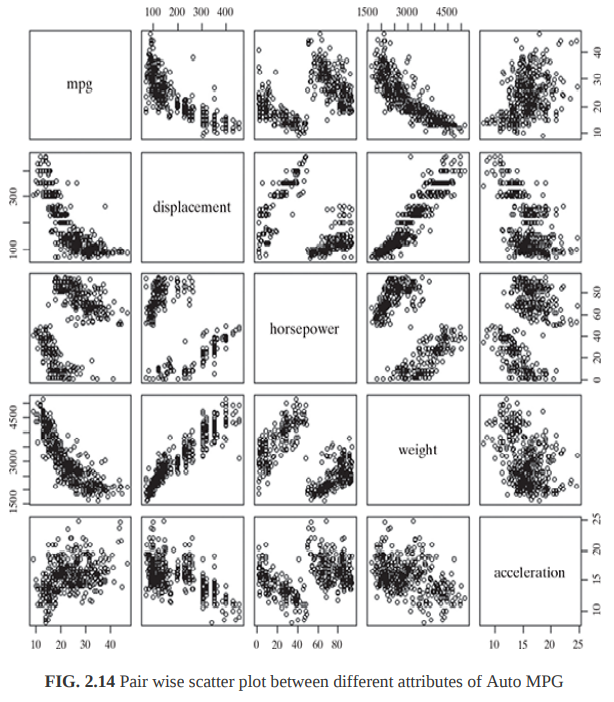 100 200 300 400
1500 3000 4500
mpg
10 20 30 40
100 300
displacement
horsepower
0 20 40 60 80
1500 3000 4500
weight
acceleration
10 15 20 25
10 20 30 40
0 20 40 60 80
10 15 20 25
FIG. 2.14 Pair wise scatter plot between different attributes of Auto MPG